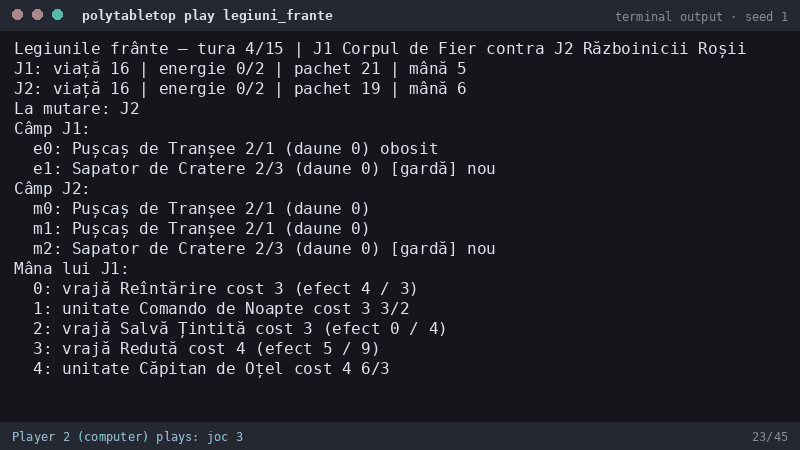 polytabletop play legiuni_frante
terminal output · seed 1
Legiunile frânte — tura 4/15 | J1 Corpul de Fier contra J2 Războinicii Roșii
J1: viață 16 | energie 0/2 | pachet 21 | mână 5
J2: viață 16 | energie 0/2 | pachet 19 | mână 6
La mutare: J2
Câmp J1:
e0: Pușcaș de Tranșee 2/1 (daune 0) obosit
e1: Sapator de Cratere 2/3 (daune 0) [gardă] nou
Câmp J2:
m0: Pușcaș de Tranșee 2/1 (daune 0)
m1: Pușcaș de Tranșee 2/1 (daune 0)
m2: Sapator de Cratere 2/3 (daune 0) [gardă] nou
Mâna lui J1:
0: vrajă Reîntărire cost 3 (efect 4 / 3)
1: unitate Comando de Noapte cost 3 3/2
2: vrajă Salvă Țintită cost 3 (efect 0 / 4)
3: vrajă Redută cost 4 (efect 5 / 9)
4: unitate Căpitan de Oțel cost 4 6/3
Player 2 (computer) plays: joc 3
23/45